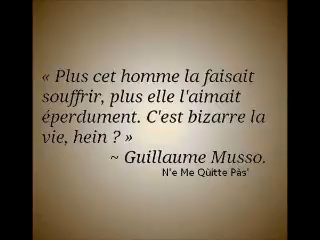 « Plus cet homme la faisait
souffrir, plus elle l'aimait
éperdument. C'est bizarre la
vie, hein ? »
~ Guillaume Musso.
N'e Me Qùitte Pàs'